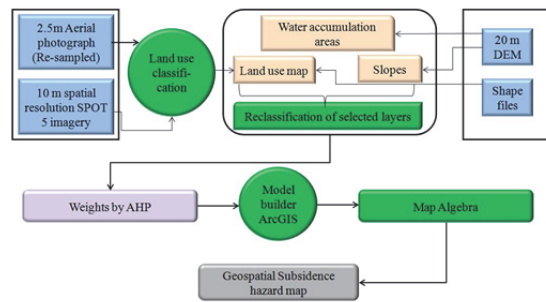 2.5m Aerial
photograph
(Re-sampled)
10 m spatial
resolution SPOT
5 imagery
Land use
classifi-
cation
Water accumulation
areas
Land use map
Slopes
Reclassification of selected layers
20 m
DEM
Shape
files
Weights by AHP
Model
builder
ArcGIS
Map Algebra
Geospatial Subsidence
hazard map